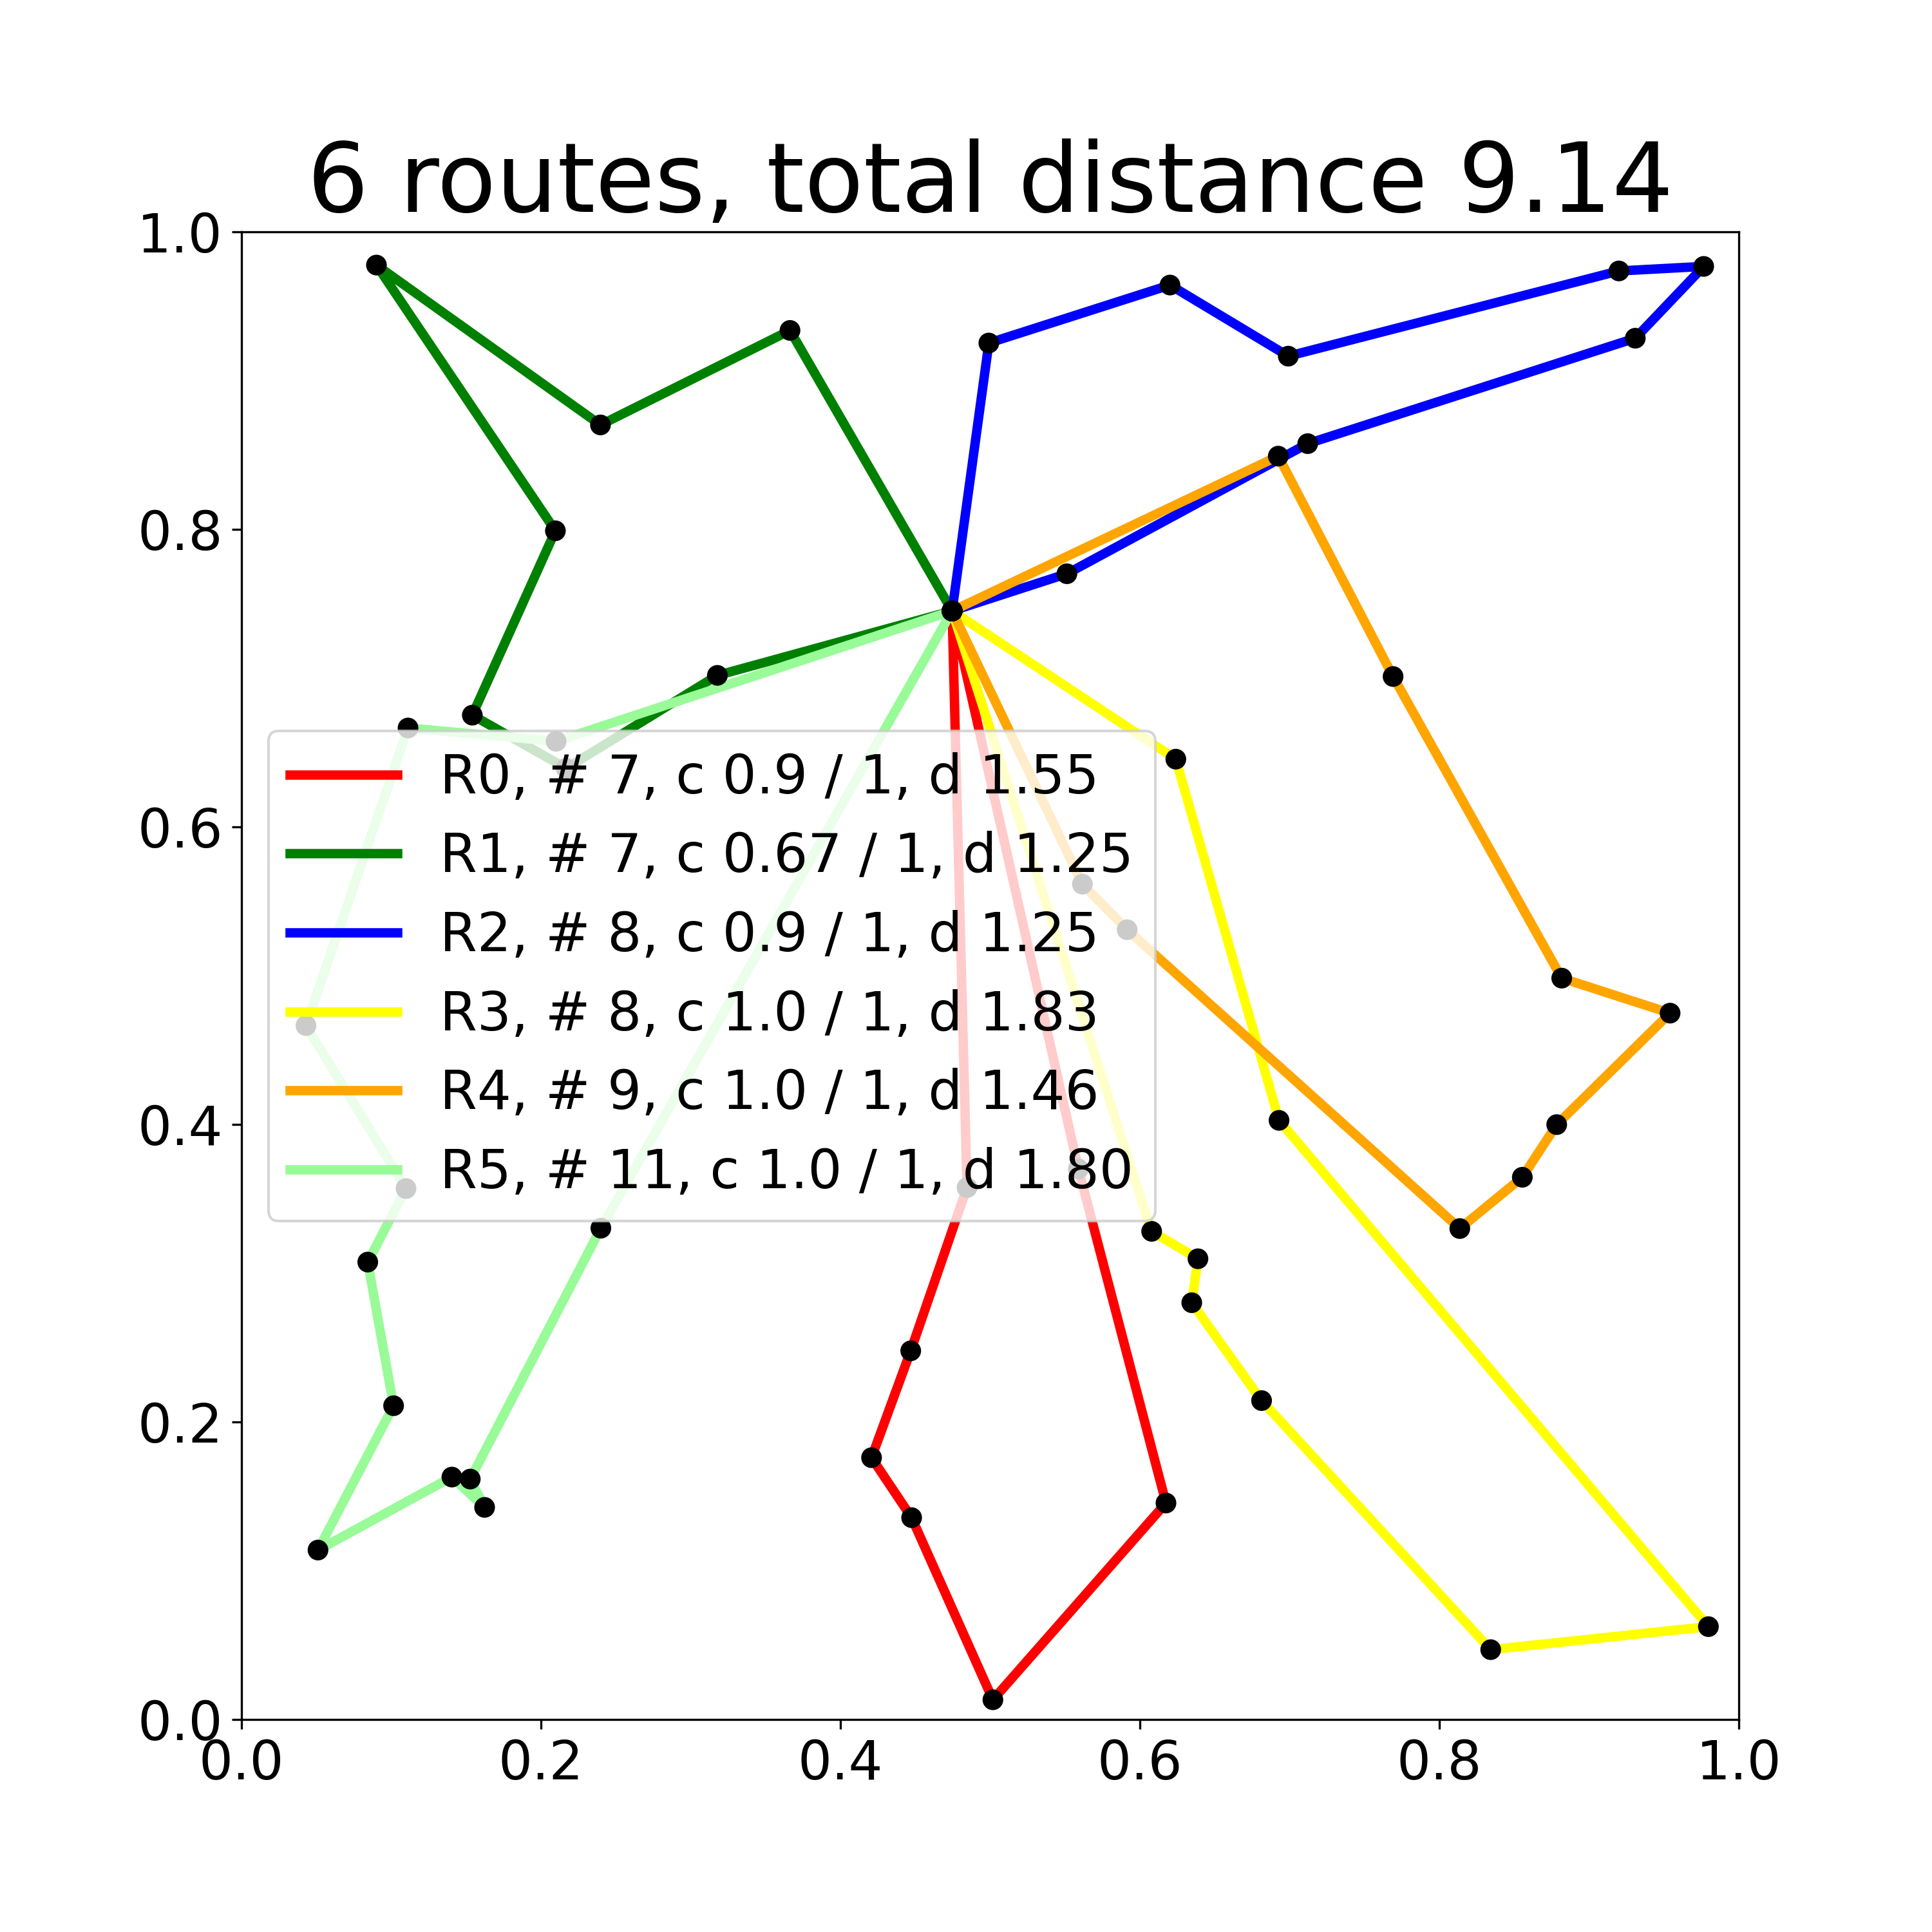 6 routes, total distance 9.14
1.0
0.8
0.6
0.4
0.2
0.0
R0, # 7, c 0.9 / 1, d 1.55
R1, # 7, c 0.67 / 1, d 1.25
R2, # 8, c 0.9 / 1, d 1.25
R3, # 8, c 1.0 / 1, d 1.83
R4, # 9, c 1.0 / 1, d 1.46
R5, # 11, c 1.0 / 1, d 1.80
0.0 0.2 0.4 0.6 0.8 1.0